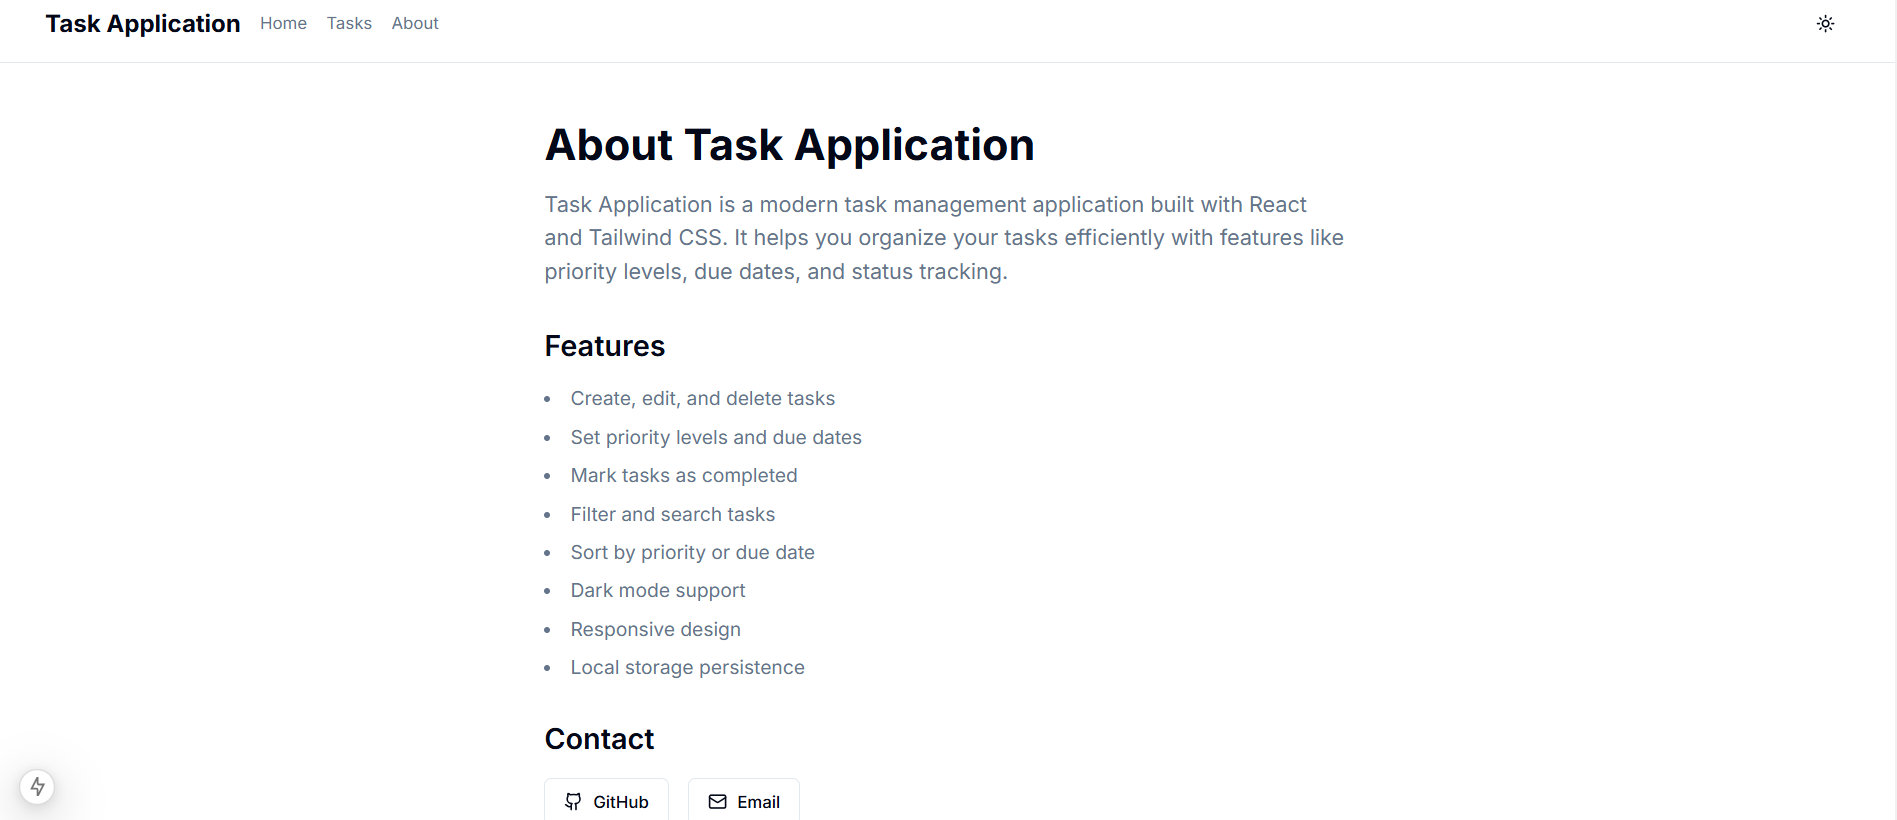 Task Application Home Tasks About
About Task Application
Task Application is a modern task management application built with React
and Tailwind CSS. It helps you organize your tasks efficiently with features like
priority levels, due dates, and status tracking.
Features
• Create, edit, and delete tasks
• Set priority levels and due dates
• Mark tasks as completed
• Filter and search tasks
• Sort by priority or due date
• Dark mode support
• Responsive design
• Local storage persistence
Contact
GitHub Email